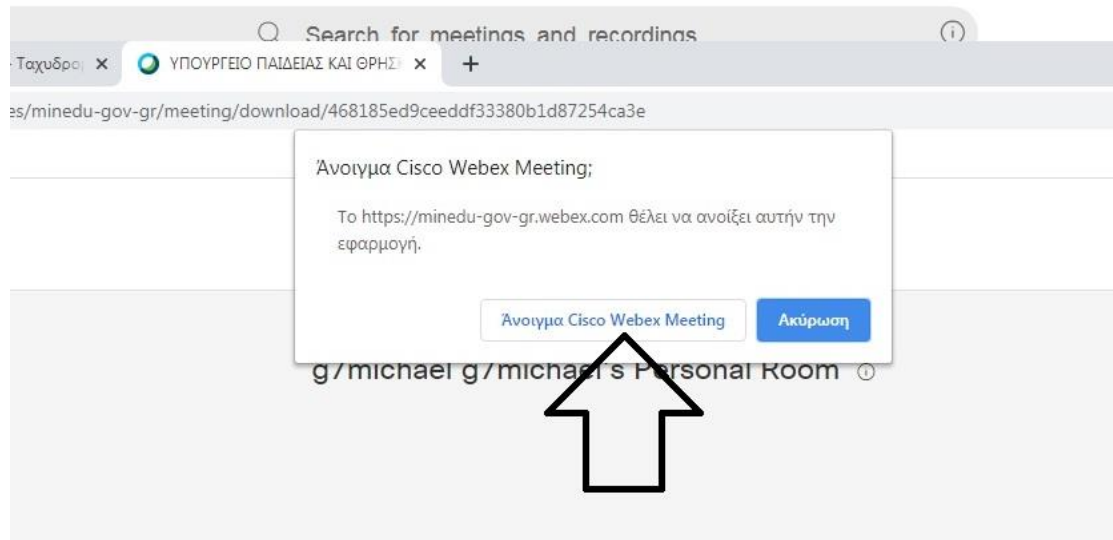 Search for meetings and recordings
Ταχυδρο
ΥΠΟΥΡΓΕΙΟ ΠΑΙΔΕΙΑΣ ΚΑΙ ΘΡΗΣΚ
es/minedu-gov-gr/meeting/download/468185ed9ceeddf33380b1d87254ca3e
Άνοιγμα Cisco Webex Meeting;
Το https://minedu-gov-gr.webex.com θέλει να ανοίξει αυτήν την
εφαρμογή.
Άνοιγμα Cisco Webex Meeting Ακύρωση
g7michael g7michael's Personal Room